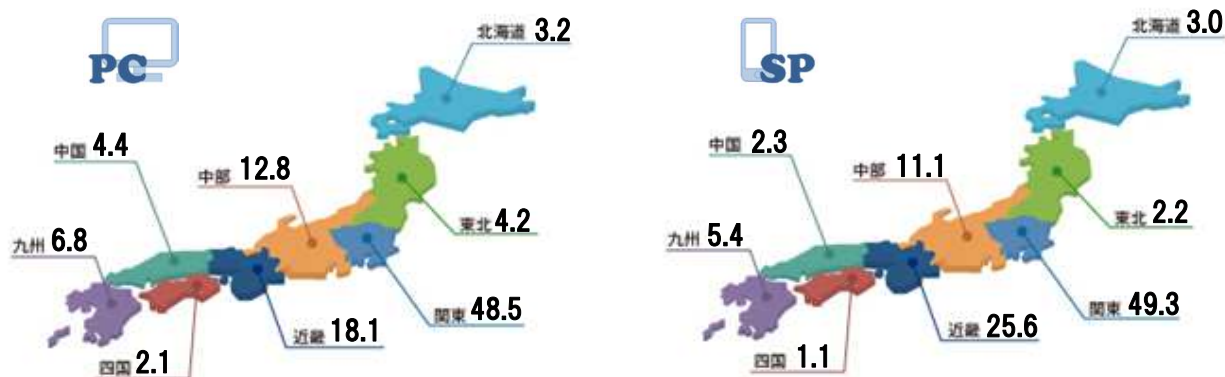 PC
北海道 3.2
中国 4.4
中部 12.8
東北 4.2
九州 6.8
関東 48.5
近畿 18.1
四国 2.1
SP
北海道 3.0
中国 2.3
中部 11.1
東北 2.2
九州 5.4
関東 49.3
近畿 25.6
四国 1.1